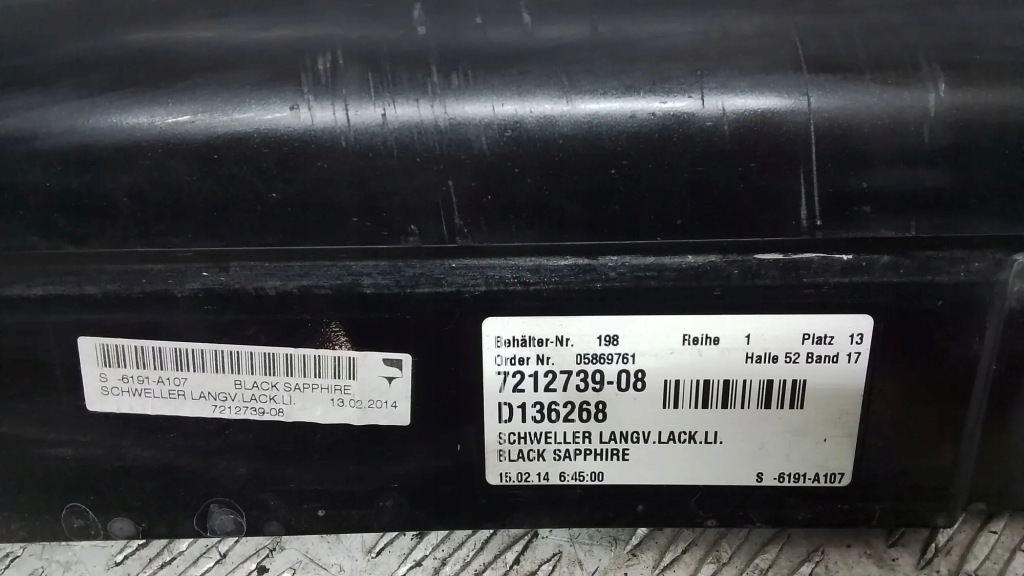 S -6191-A107 BLACK SAPPHIRE
SCHWELLER LANGV.LACK.LI. 13.02.2014
7212739-08
Behälter-Nr. 198 Reihe 1 Platz 13
Order Nr. 05869761 Halle 52 Band 17
7212739-08
D136268
SCHWELLER LANGV.LACK.LI.
BLACK SAPPHIRE
15.02.14 6:45:00 S -6191-A107